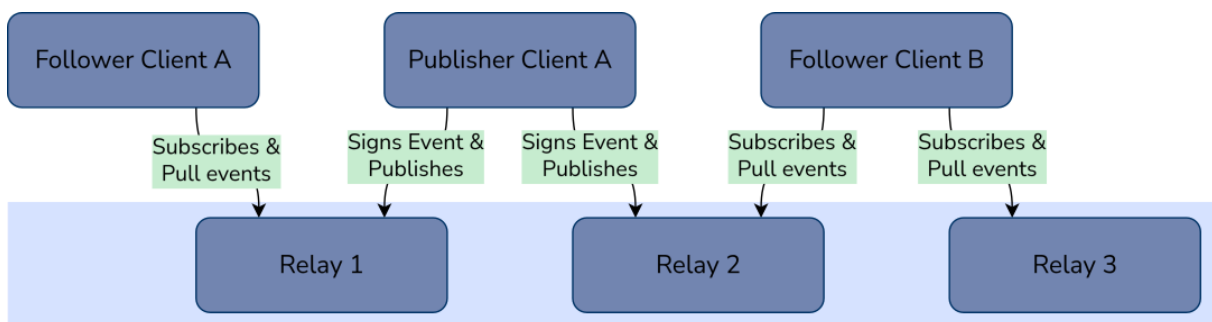 Follower Client A
Publisher Client A
Follower Client B
Subscribes &
Pull events
Signs Event &
Publishes
Signs Event &
Publishes
Subscribes &
Pull events
Subscribes &
Pull events
Relay 1
Relay 2
Relay 3